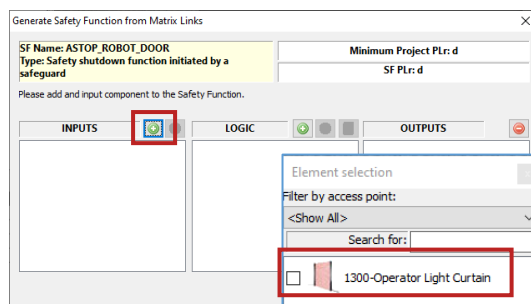 Generate Safety Function from Matrix Links
SF Name: ASTOP_ROBOT_DOOR
Type: Safety shutdown function initiated by a
safeguard
Minimum Project PLr: d
SF PLr: d
Please add and input component to the Safety Function.
INPUTS
LOGIC
OUTPUTS
Element selection
Filter by access point:
<Show All>
Search for:
1300-Operator Light Curtain